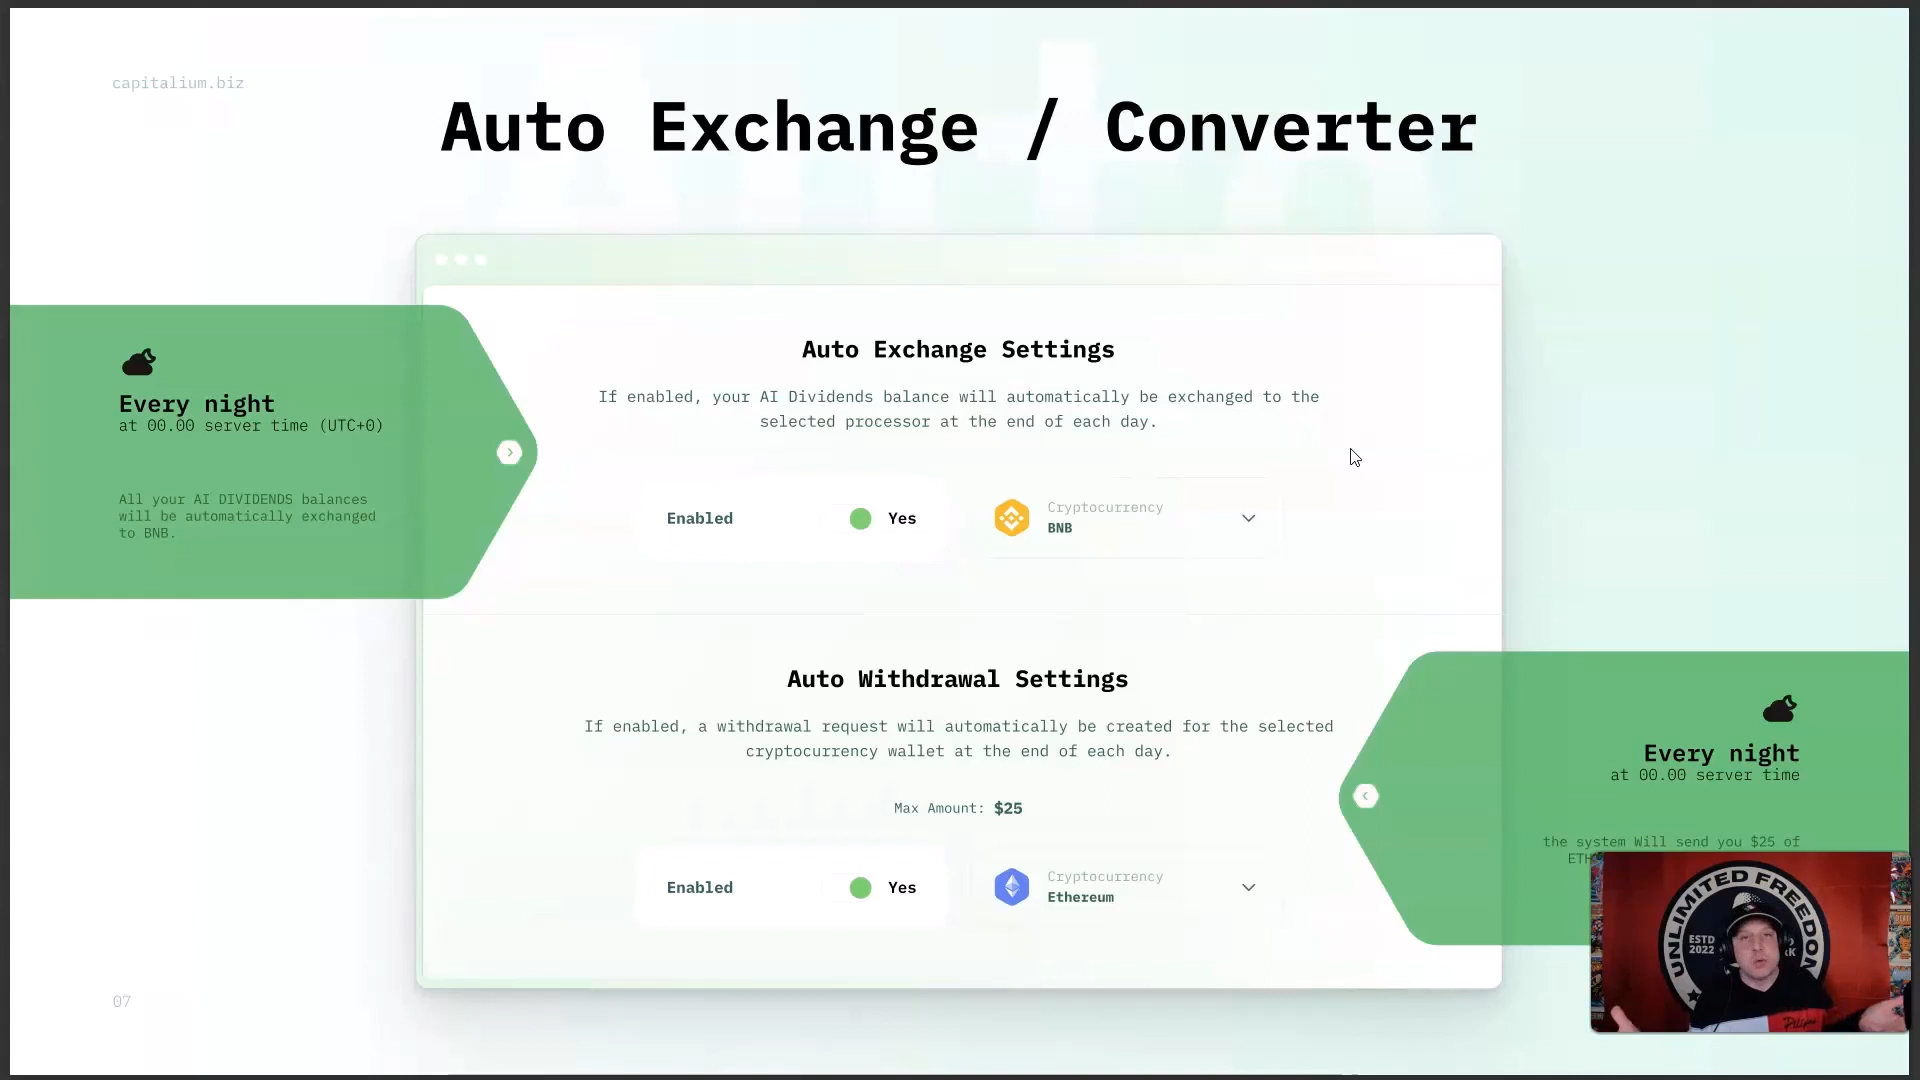 capitalium.biz
Auto Exchange / Converter
Every night
at 00.00 server time (UTC+0)
All your AI DIVIDENDS balances
will be automatically exchanged
to BNB.
Auto Exchange Settings
If enabled, your AI Dividends balance will automatically be exchanged to the
selected processor at the end of each day.
Enabled
Yes
Cryptocurrency
BNB
Auto Withdrawal Settings
If enabled, a withdrawal request will automatically be created for the selected
cryptocurrency wallet at the end of each day.
Max Amount: $25
Enabled
Yes
Cryptocurrency
Ethereum
Every night
at 00.00 server time
the system Will send you $25 of
UNLIMITED FREEDOM
ESTD
2022
07